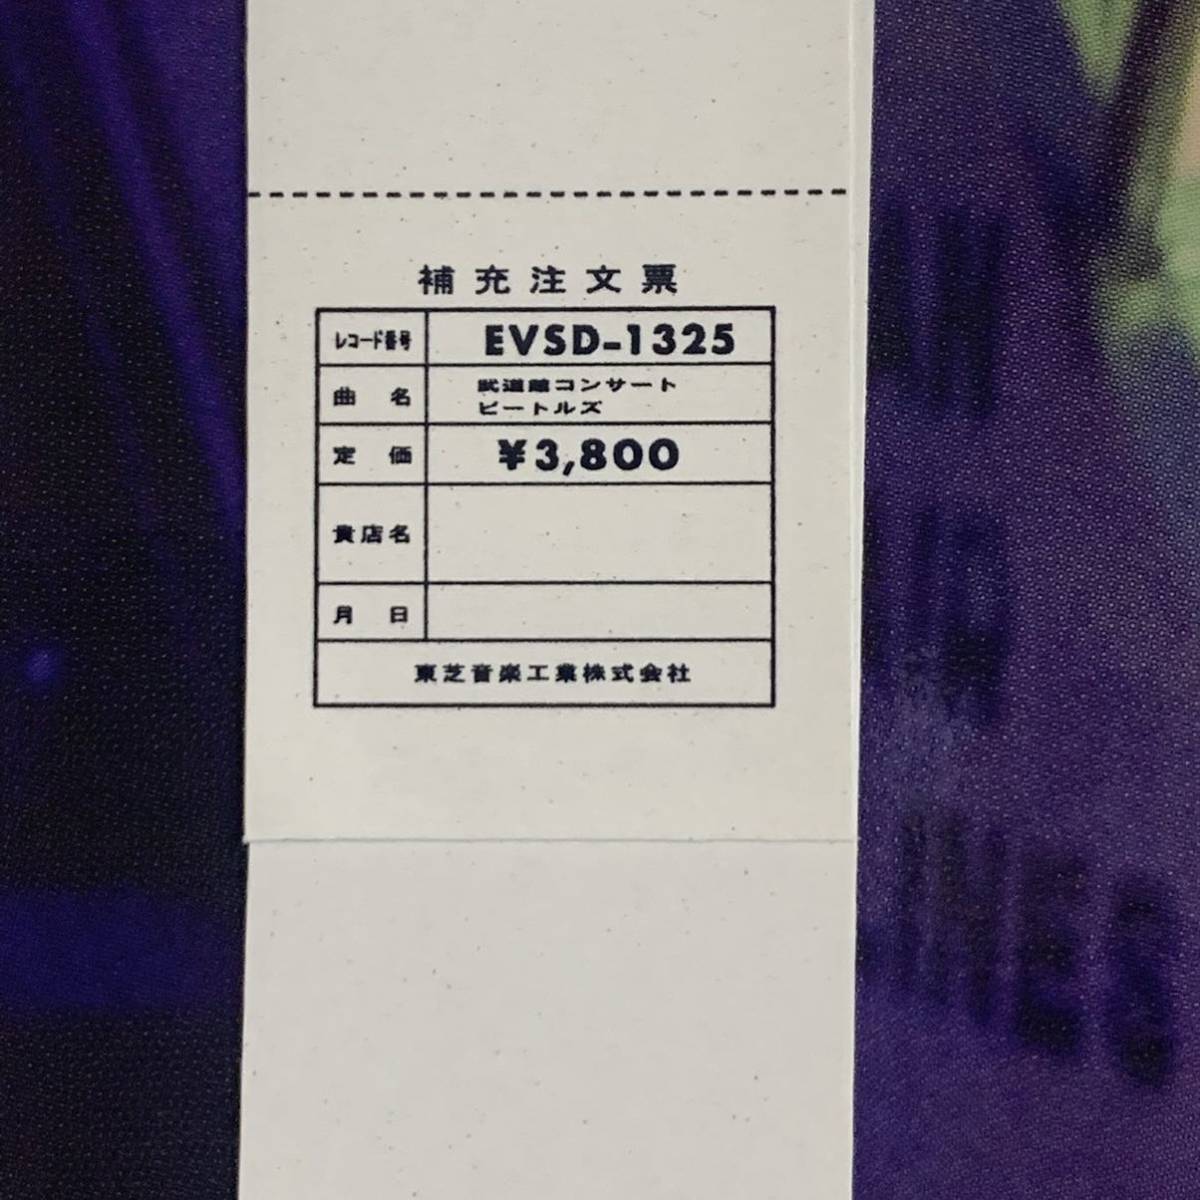 補充注文票
レコード番号 EVSD-1325
曲名 武道館コンサート
ビートルズ
定価 ¥3,800
貴店名
月日
東芝音楽工業株式会社